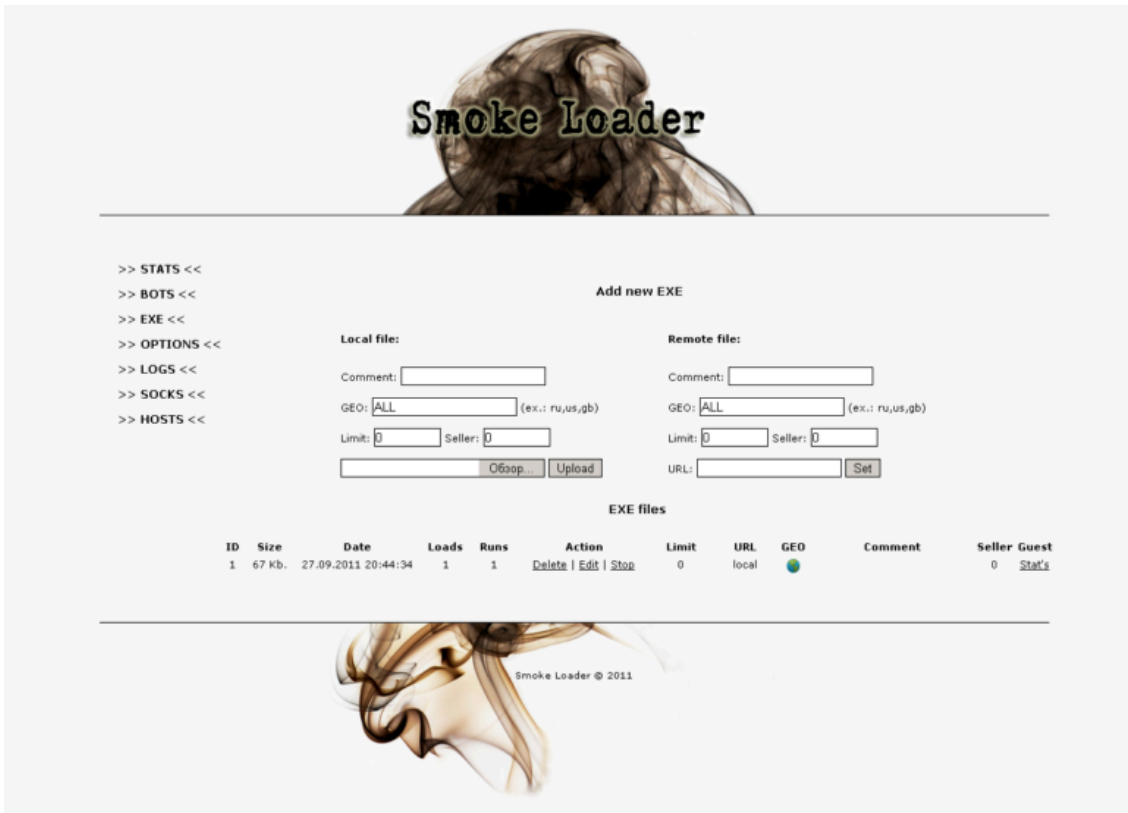 Smoke Loader
>> STATS <<
>> BOTS <<
>> EXE <<
>> OPTIONS <<
>> LOGS <<
>> SOCKS <<
>> HOSTS <<
Add new EXE
Local file: Remote file:
Comment: Comment:
GEO: ALL (ex.: ru,us,gb) GEO: ALL (ex.: ru,us,gb)
Limit: 0 Seller: 0 Limit: 0 Seller: 0
Обзор... Upload URL: Set
EXE files
ID Size Date Loads Runs Action Limit URL GEO Comment Seller Guest
1 67 Kb. 27.09.2011 20:44:34 1 1 Delete | Edit | Stop 0 local 0 Stat's
Smoke Loader © 2011